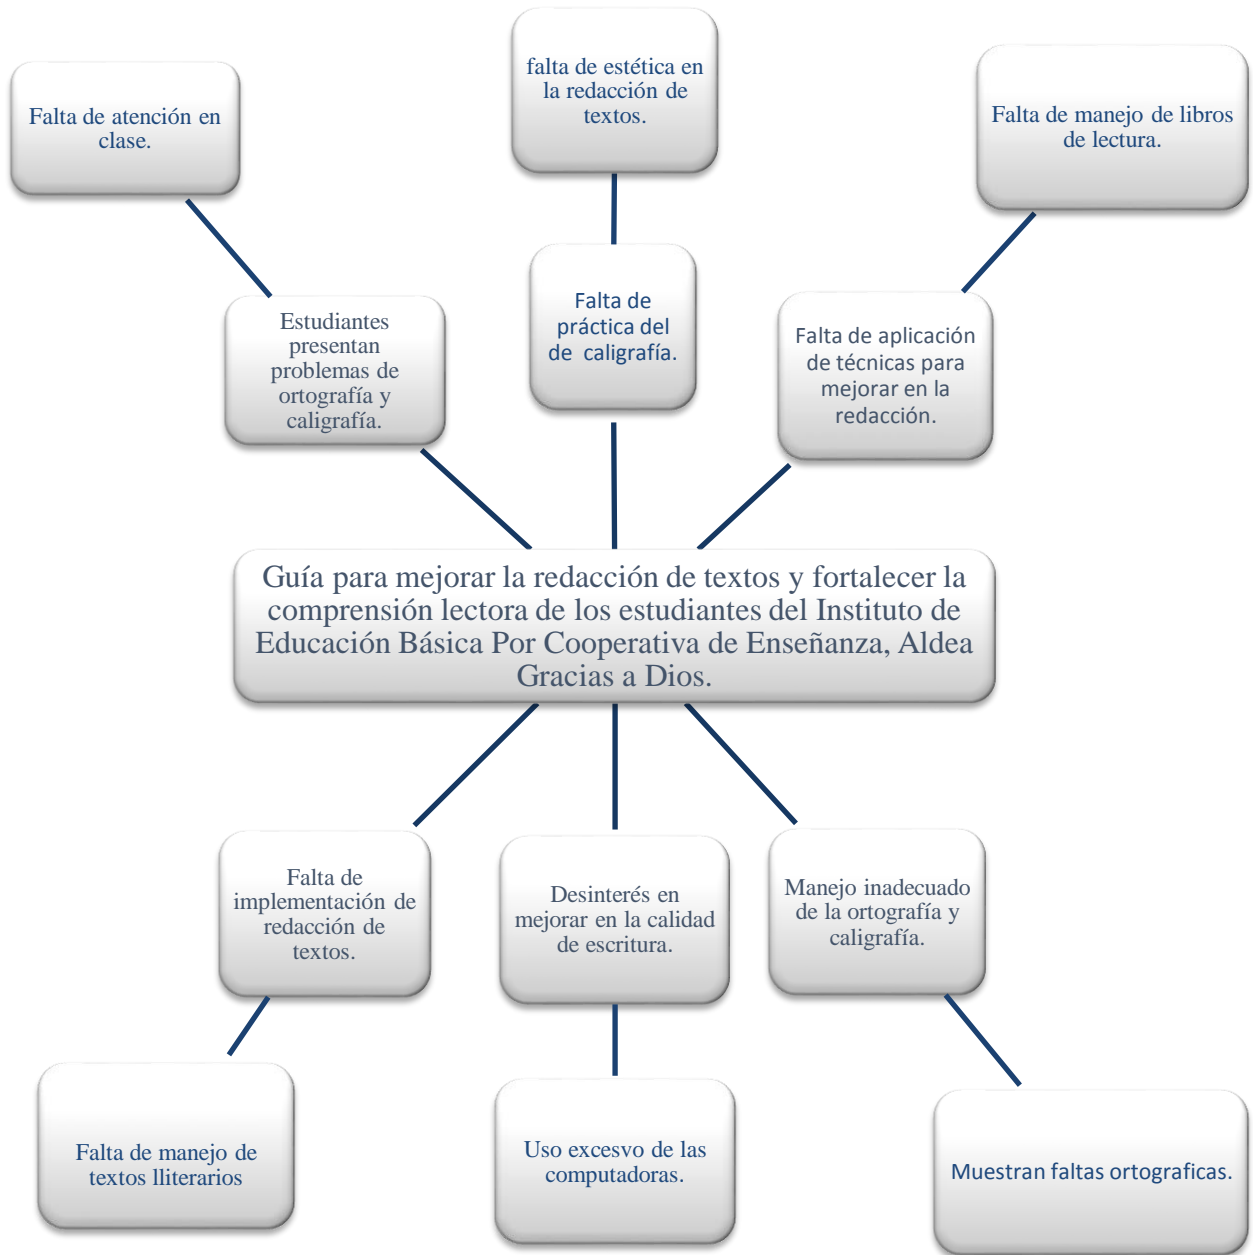 falta de estética en
la redacción de
textos.
Falta de atención en
clase.
Falta de manejo de libros
de lectura.
Estudiantes
presentan
problemas de
ortografía y
caligrafía.
Falta de
práctica del
de caligrafía.
Falta de aplicación
de técnicas para
mejorar en la
redacción.
Guía para mejorar la redacción de textos y fortalecer la
comprensión lectora de los estudiantes del Instituto de
Educación Básica Por Cooperativa de Enseñanza, Aldea
Gracias a Dios.
Falta de
implementación de
redacción de
textos.
Desinterés en
mejorar en la calidad
de escritura.
Manejo inadecuado
de la ortografía y
caligrafía.
Falta de manejo de
textos lliterarios
Uso excesvo de las
computadoras.
Muestran faltas ortograficas.